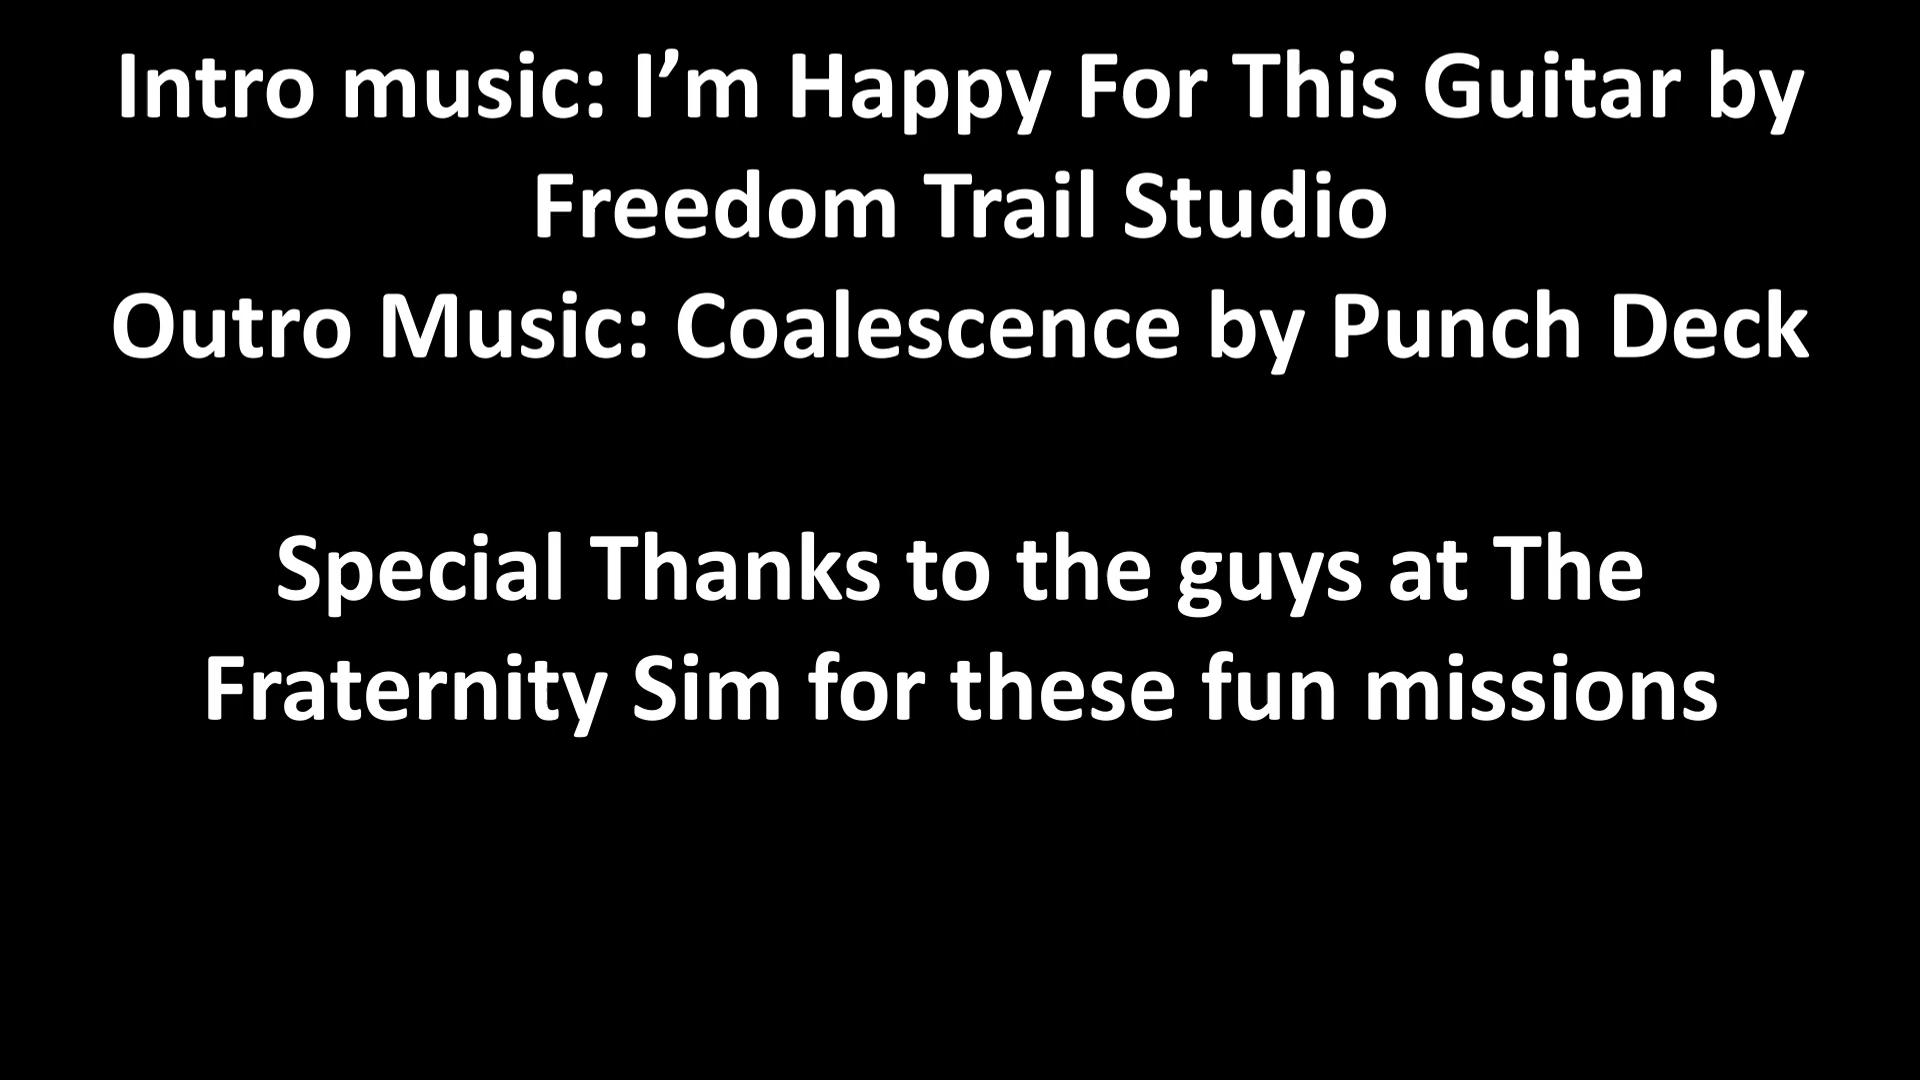 Intro music: I’m Happy For This Guitar by
Freedom Trail Studio
Outro Music: Coalescence by Punch Deck
Special Thanks to the guys at The
Fraternity Sim for these fun missions